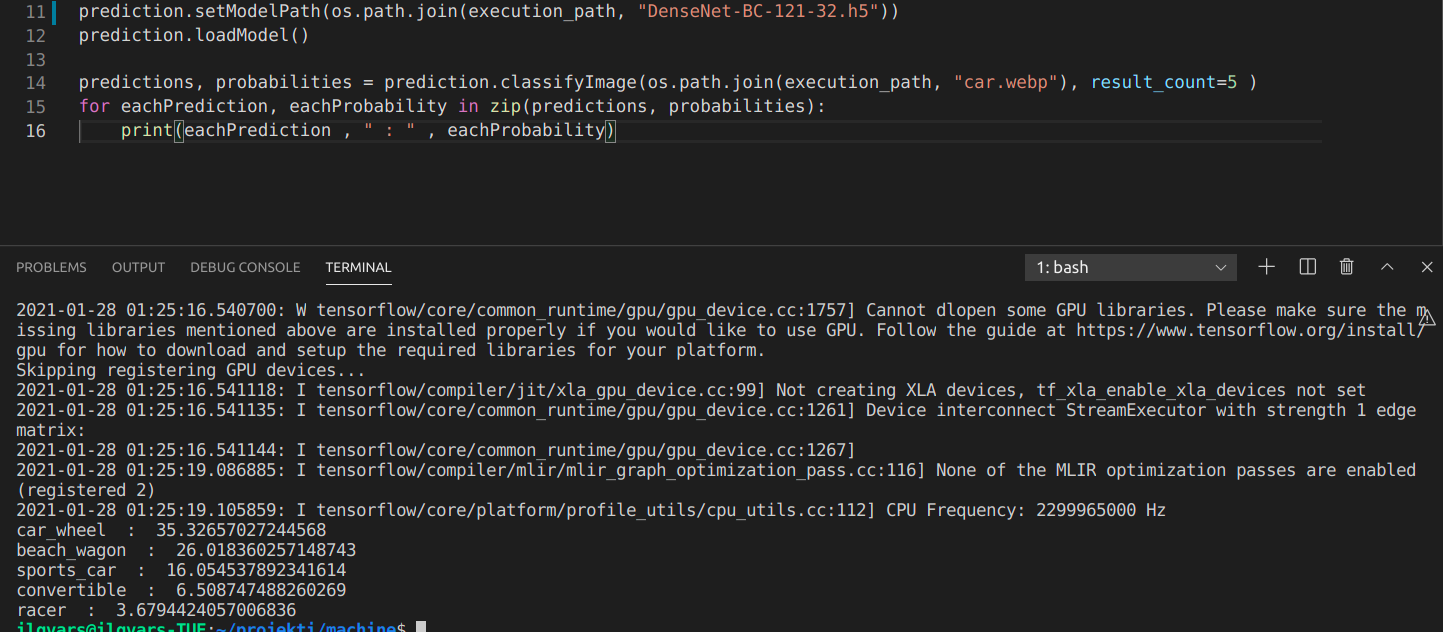 11 prediction.setModelPath(os.path.join(execution_path, "DenseNet-BC-121-32.h5"))
12 prediction.loadModel()
13
14 predictions, probabilities = prediction.classifyImage(os.path.join(execution_path, "car.webp"), result_count=5 )
15 for eachPrediction, eachProbability in zip(predictions, probabilities):
16     print(eachPrediction , " : " , eachProbability)
PROBLEMS OUTPUT DEBUG CONSOLE TERMINAL 1: bash
2021-01-28 01:25:16.540700: W tensorflow/core/common_runtime/gpu/gpu_device.cc:1757] Cannot dlopen some GPU libraries. Please make sure the m
issing libraries mentioned above are installed properly if you would like to use GPU. Follow the guide at https://www.tensorflow.org/install/
gpu for how to download and setup the required libraries for your platform.
Skipping registering GPU devices...
2021-01-28 01:25:16.541118: I tensorflow/compiler/jit/xla_gpu_device.cc:99] Not creating XLA devices, tf_xla_enable_xla_devices not set
2021-01-28 01:25:16.541135: I tensorflow/core/common_runtime/gpu/gpu_device.cc:1261] Device interconnect StreamExecutor with strength 1 edge
matrix:
2021-01-28 01:25:16.541144: I tensorflow/core/common_runtime/gpu/gpu_device.cc:1267]
2021-01-28 01:25:19.086885: I tensorflow/compiler/mlir/mlir_graph_optimization_pass.cc:116] None of the MLIR optimization passes are enabled
(registered 2)
2021-01-28 01:25:19.105859: I tensorflow/core/platform/profile_utils/cpu_utils.cc:112] CPU Frequency: 2299965000 Hz
car_wheel  :  35.32657027244568
beach_wagon  :  26.018360257148743
sports_car  :  16.054537892341614
convertible  :  6.508747488260269
racer  :  3.6794424057006836
ilgvars@ilgvars-TUF:~/projekti/machine$